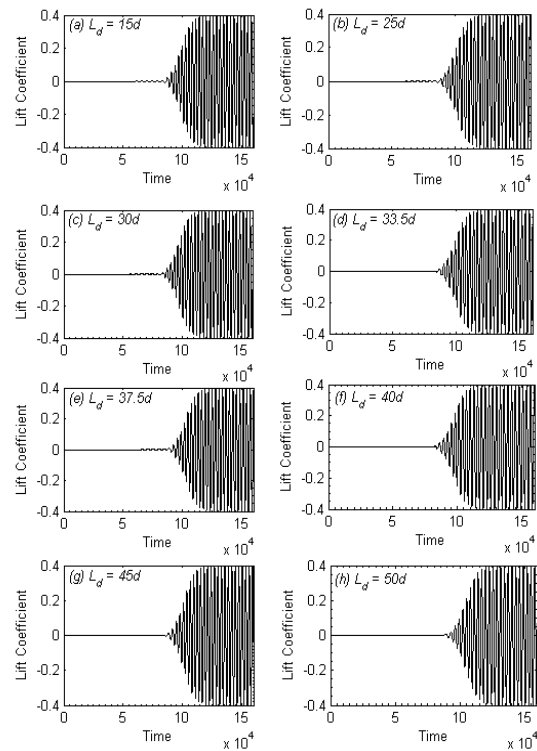 (a) L_d = 15d
Lift Coefficient
0.4
0.2
0
-0.2
-0.4
0 5 10 15
Time
x 10^4
(b) L_d = 25d
Lift Coefficient
0.4
0.2
0
-0.2
-0.4
0 5 10 15
Time
x 10^4
(c) L_d = 30d
Lift Coefficient
0.4
0.2
0
-0.2
-0.4
0 5 10 15
Time
x 10^4
(d) L_d = 33.5d
Lift Coefficient
0.4
0.2
0
-0.2
-0.4
0 5 10 15
Time
x 10^4
(e) L_d = 37.5d
Lift Coefficient
0.4
0.2
0
-0.2
-0.4
0 5 10 15
Time
x 10^4
(f) L_d = 40d
Lift Coefficient
0.4
0.2
0
-0.2
-0.4
0 5 10 15
Time
x 10^4
(g) L_d = 45d
Lift Coefficient
0.4
0.2
0
-0.2
-0.4
0 5 10 15
Time
x 10^4
(h) L_d = 50d
Lift Coefficient
0.4
0.2
0
-0.2
-0.4
0 5 10 15
Time
x 10^4